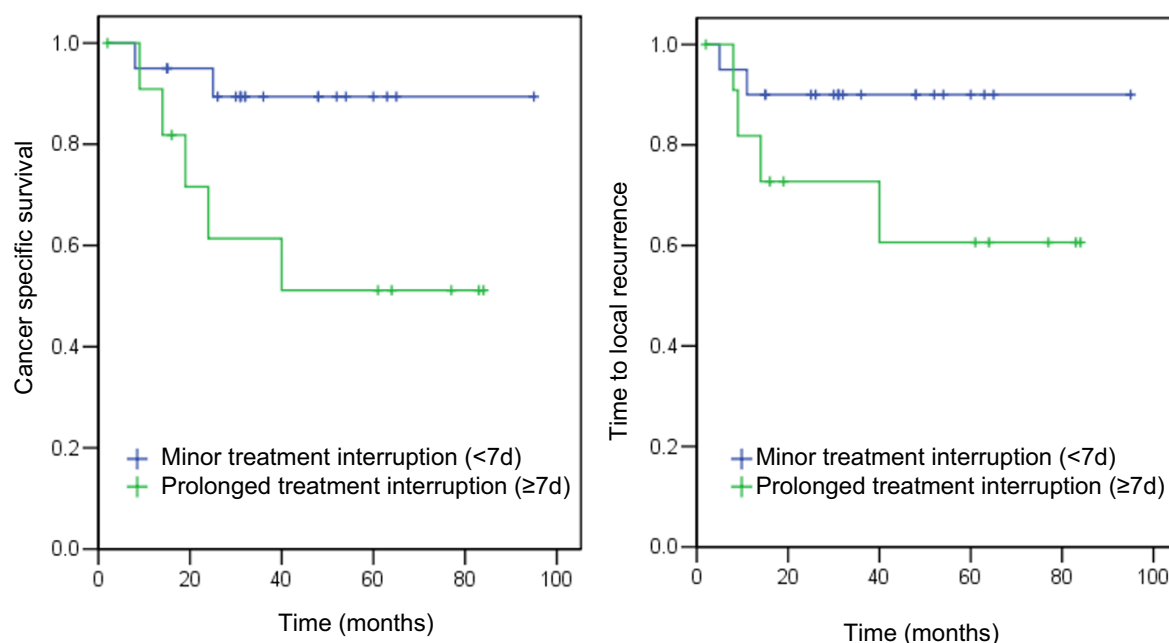 Cancer specific survival
1.0
0.8
0.6
0.4
0.2
0.0
Minor treatment interruption (<7d)
Prolonged treatment interruption (≥7d)
0 20 40 60 80 100
Time (months)
Time to local recurrence
1.0
0.8
0.6
0.4
0.2
0.0
Minor treatment interruption (<7d)
Prolonged treatment interruption (≥7d)
0 20 40 60 80 100
Time (months)